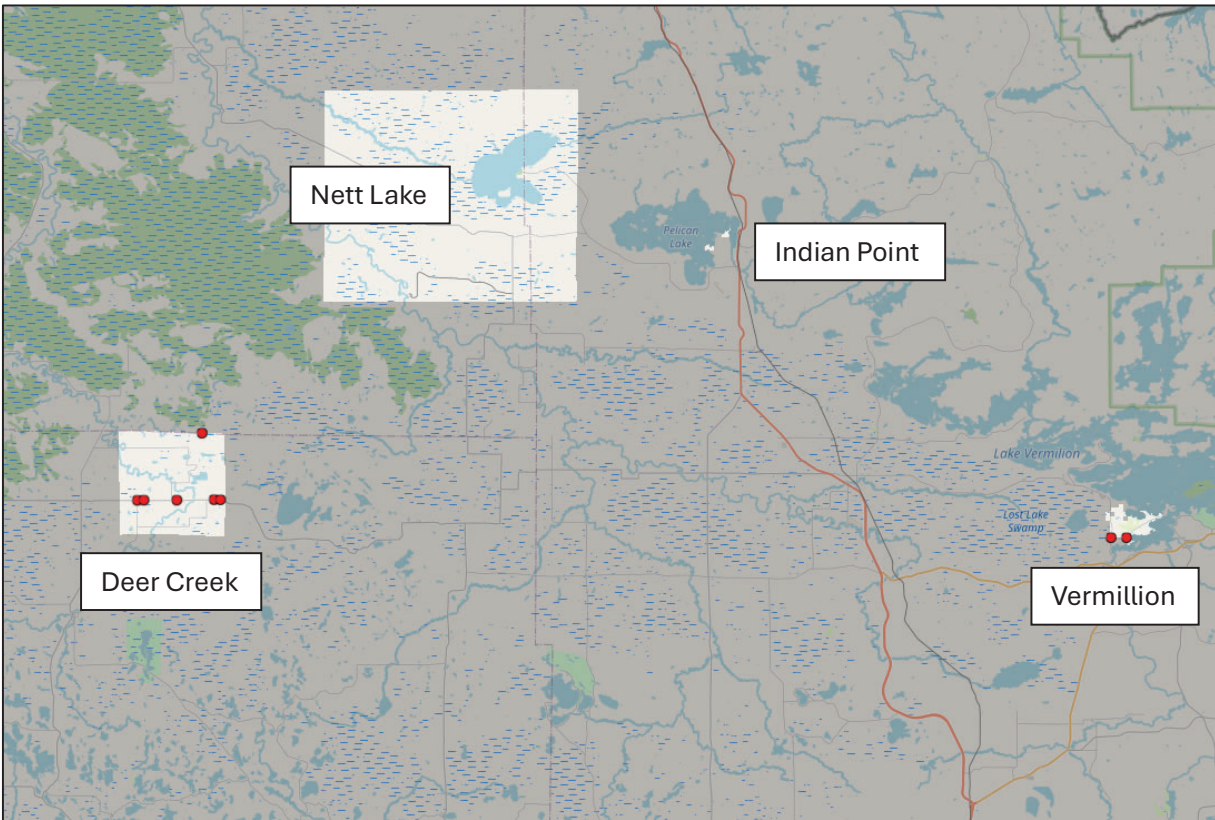 Nett Lake
Pelican
Lake
Indian Point
Lake Vermilion
Lost Lake
Swamp
Deer Creek
Vermillion